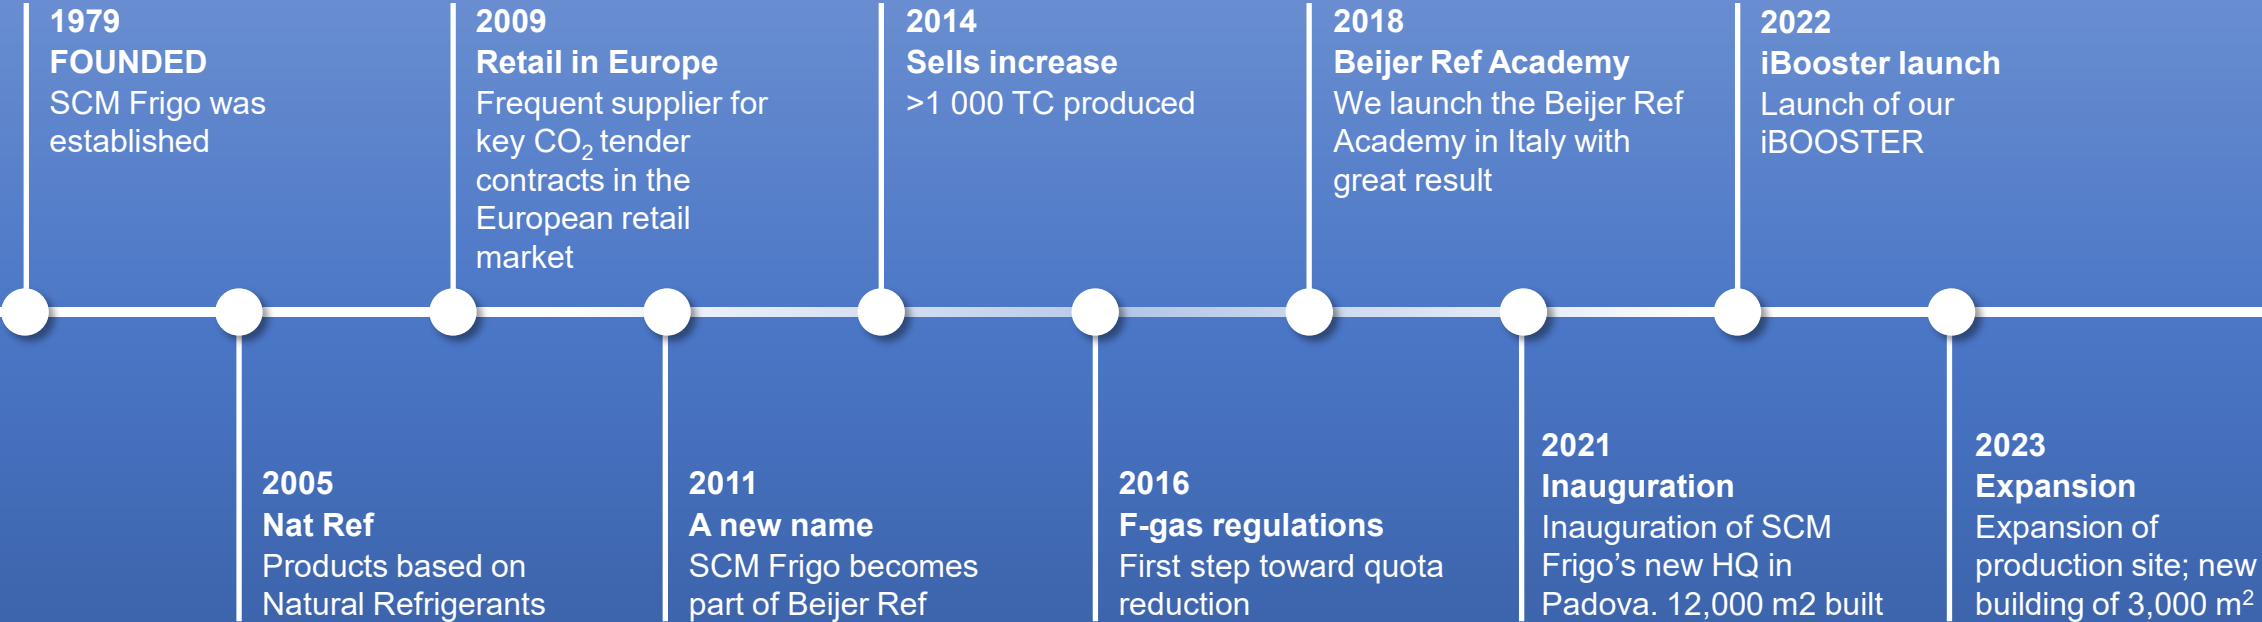 1979
FOUNDED
SCM Frigo was
established
2009
Retail in Europe
Frequent supplier for
key CO₂ tender
contracts in the
European retail
market
2014
Sells increase
>1 000 TC produced
2018
Beijer Ref Academy
We launch the Beijer Ref
Academy in Italy with
great result
2022
iBooster launch
Launch of our
iBOOSTER
2005
Nat Ref
Products based on
Natural Refrigerants
2011
A new name
SCM Frigo becomes
part of Beijer Ref
2016
F-gas regulations
First step toward quota
reduction
2021
Inauguration
Inauguration of SCM
Frigo’s new HQ in
Padova. 12,000 m2 built
2023
Expansion
Expansion of
production site; new
building of 3,000 m²